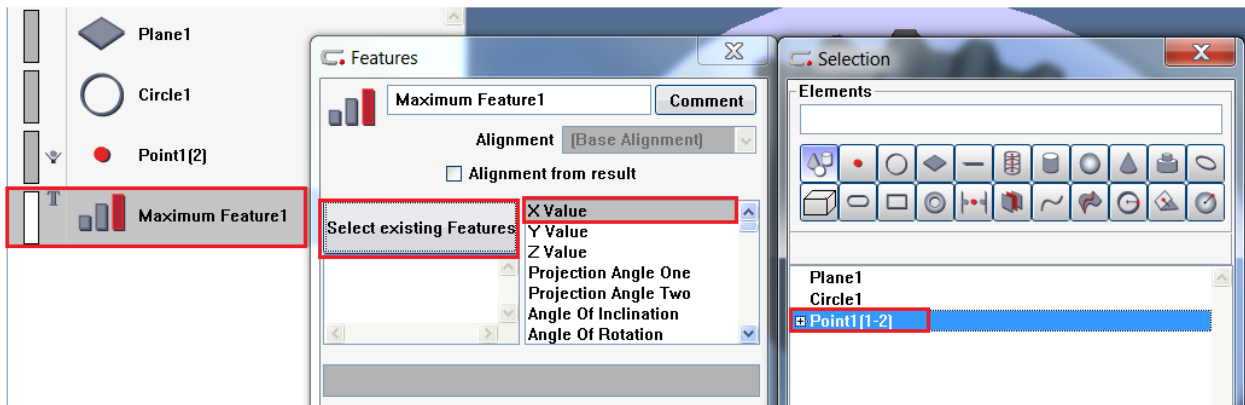 Plane1
Circle1
Point1(2)
T
Maximum Feature1
Features
Maximum Feature1
Comment
Alignment
(Base Alignment)
Alignment from result
Select existing Features
X Value
Y Value
Z Value
Projection Angle One
Projection Angle Two
Angle Of Inclination
Angle Of Rotation
Selection
Elements
Plane1
Circle1
Point1(1-2)